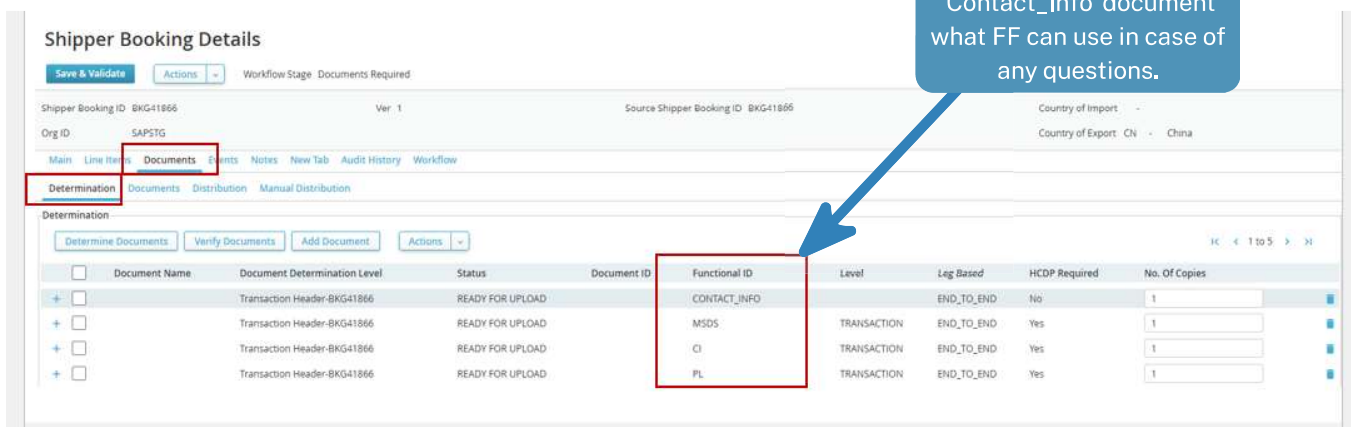 Contact_Info document
what FF can use in case of
any questions.
Shipper Booking Details
Save & Validate Actions Workflow Stage Documents Required
Shipper Booking ID BKG41866 Ver 1 Source Shipper Booking ID BKG41866 Country of Import -
Org ID SAPSTG Country of Export CN - China
Main Line Items Documents Events Notes New Tab Audit History Workflow
Determination Documents Distribution Manual Distribution
Determination
Determine Documents Verify Documents Add Document Actions 1 to 5
Document Name Document Determination Level Status Document ID Functional ID Level Leg Based HCDP Required No. Of Copies
Transaction Header-BKG41866 READY FOR UPLOAD CONTACT_INFO END_TO_END No 1
Transaction Header-BKG41866 READY FOR UPLOAD MSDS TRANSACTION END_TO_END Yes 1
Transaction Header-BKG41866 READY FOR UPLOAD CI TRANSACTION END_TO_END Yes 1
Transaction Header-BKG41866 READY FOR UPLOAD PL TRANSACTION END_TO_END Yes 1